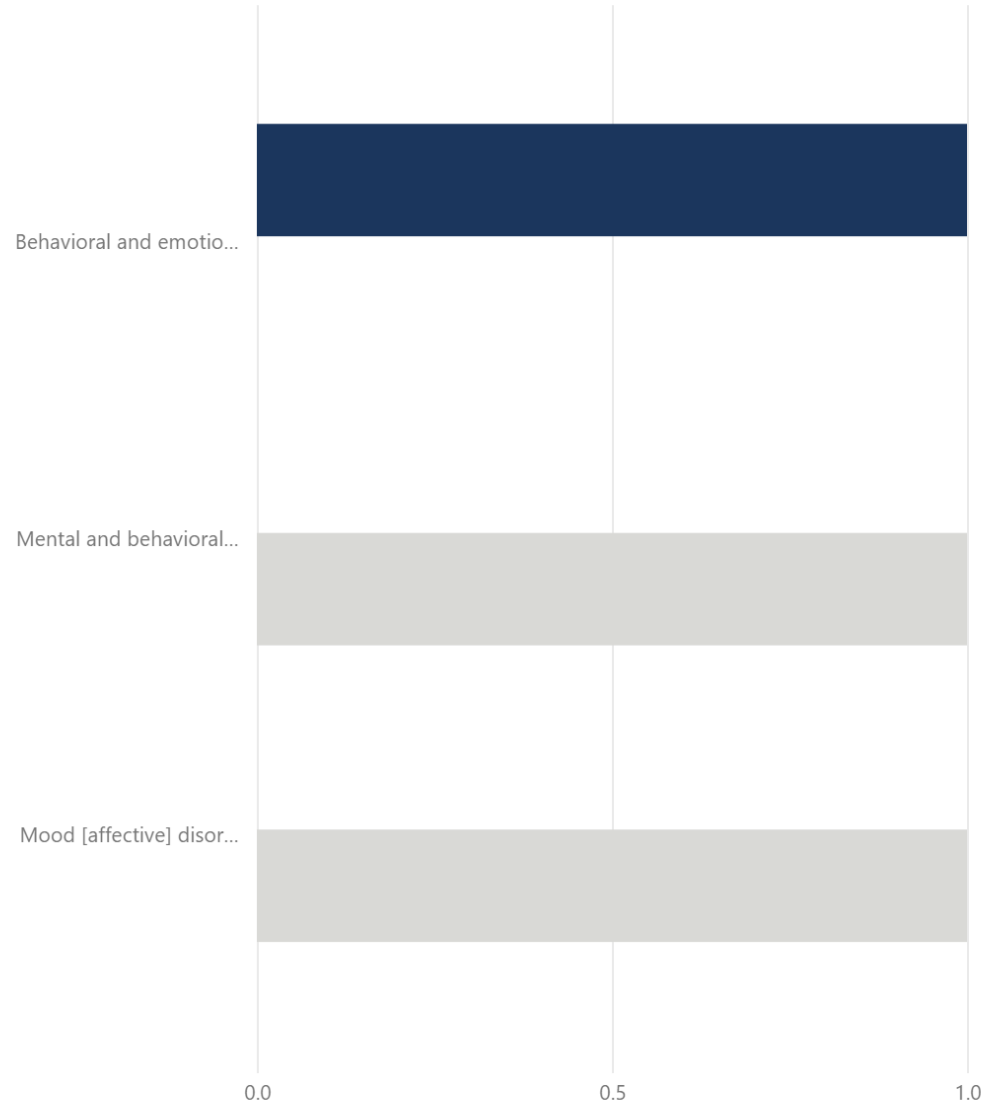 Behavioral and emotio...
Mental and behavioral...
Mood [affective] disor...
0.0 0.5 1.0